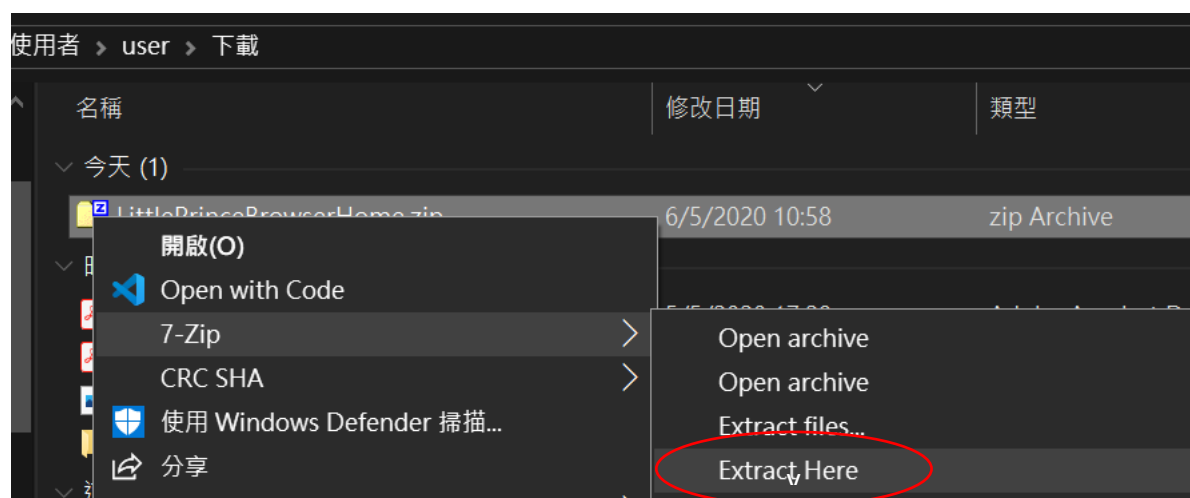 使用者 > user > 下載
名稱 修改日期 類型
今天 (1)
LittlePrinceBrowserHome.zip 6/5/2020 10:58 zip Archive
開啟(O)
Open with Code
7-Zip
Open archive
CRC SHA
Open archive
使用 Windows Defender 掃描...
Extract files...
分享
Extract Here